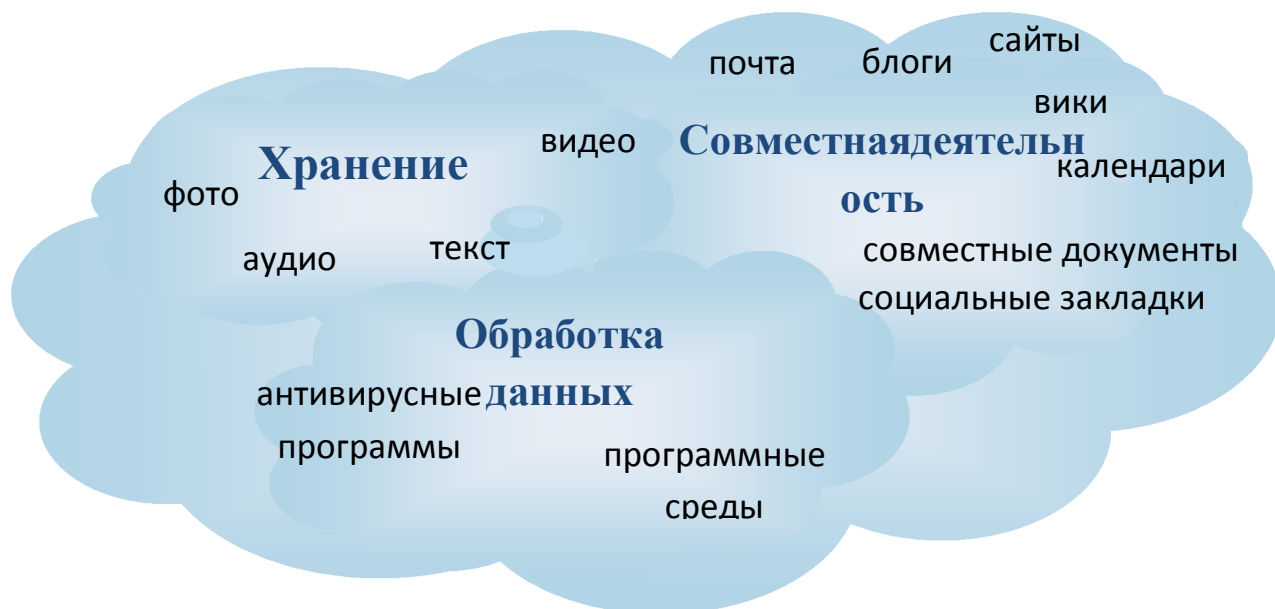 Хранение
фото
видео
аудио
текст
почта
блоги
сайты
вики
Совместнаядеятельн
ость
календари
совместные документы
социальные закладки
Обработка
данных
антивирусные
программы
программные
среды